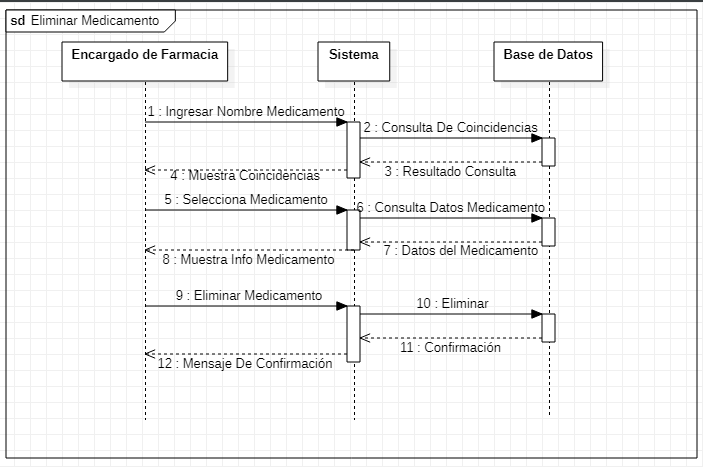 sd Eliminar Medicamento
Encargado de Farmacia
Sistema
Base de Datos
1 : Ingresar Nombre Medicamento
2 : Consulta De Coincidencias
3 : Resultado Consulta
4 : Muestra Coincidencias
5 : Selecciona Medicamento
6 : Consulta Datos Medicamento
7 : Datos del Medicamento
8 : Muestra Info Medicamento
9 : Eliminar Medicamento
10 : Eliminar
11 : Confirmación
12 : Mensaje De Confirmación